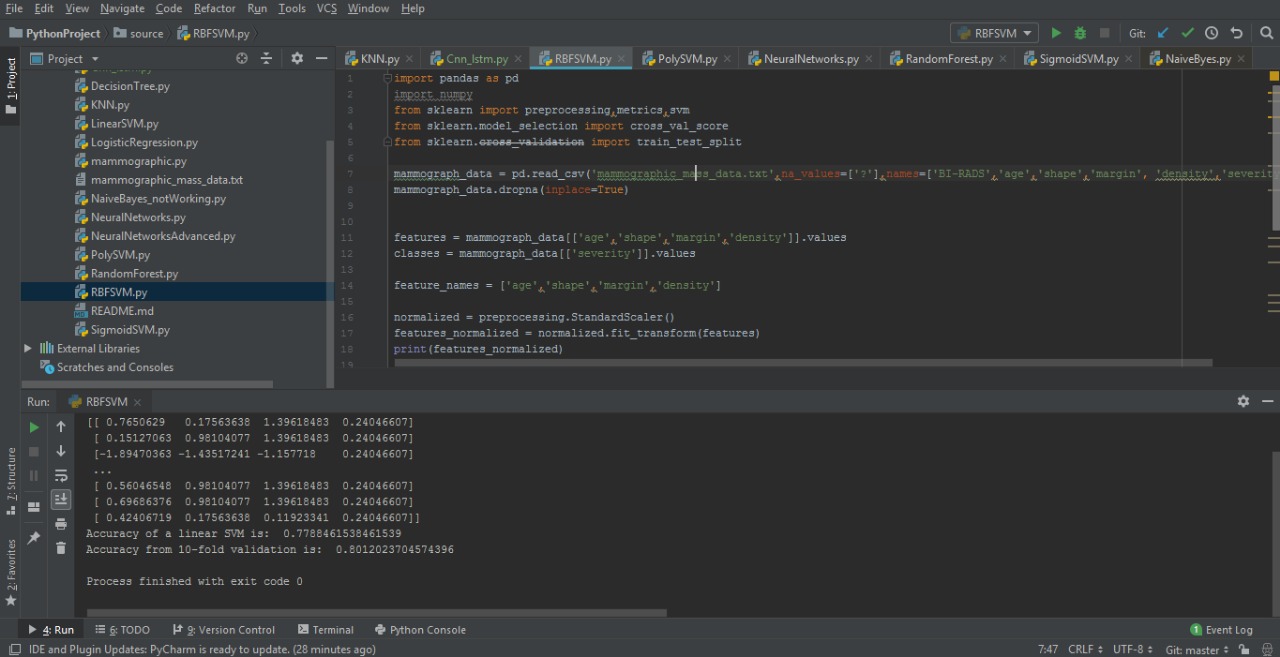 File Edit View Navigate Code Refactor Run Tools VCS Window Help
PythonProject source RBFSVM.py RBFSVM Git:
Project KNN.py Cnn_lstm.py RBFSVM.py PolySVM.py NeuralNetworks.py RandomForest.py SigmoidSVM.py NaiveByes.py
1: Project
Cnn_lstm.py
DecisionTree.py
KNN.py
LinearSVM.py
LogisticRegression.py
mammographic.py
mammographic_mass_data.txt
NaiveBayes_notWorking.py
NeuralNetworks.py
NeuralNetworksAdvanced.py
PolySVM.py
RandomForest.py
RBFSVM.py
README.md
SigmoidSVM.py
External Libraries
Scratches and Consoles
1 import pandas as pd
2 import numpy
3 from sklearn import preprocessing,metrics,svm
4 from sklearn.model_selection import cross_val_score
5 from sklearn.cross_validation import train_test_split
6
7 mammograph_data = pd.read_csv('mammographic_mass_data.txt',na_values=['?'],names=['BI-RADS','age','shape','margin', 'density','severity
8 mammograph_data.dropna(inplace=True)
9
10
11 features = mammograph_data[['age','shape','margin','density']].values
12 classes = mammograph_data[['severity']].values
13
14 feature_names = ['age','shape','margin','density']
15
16 normalized = preprocessing.StandardScaler()
17 features_normalized = normalized.fit_transform(features)
18 print(features_normalized)
19
Run: RBFSVM
[[ 0.7650629 0.17563638 1.39618483 0.24046607]
[ 0.15127063 0.98104077 1.39618483 0.24046607]
[-1.89470363 -1.43517241 -1.157718 0.24046607]
...
[ 0.56046548 0.98104077 1.39618483 0.24046607]
[ 0.69686376 0.98104077 1.39618483 0.24046607]
[ 0.42406719 0.17563638 0.11923341 0.24046607]]
Accuracy of a linear SVM is: 0.7788461538461539
Accuracy from 10-fold validation is: 0.8012023704574396
Process finished with exit code 0
7: Structure
2: Favorites
4: Run 6: TODO 9: Version Control Terminal Python Console 1 Event Log
IDE and Plugin Updates: PyCharm is ready to update. (28 minutes ago) 7:47 CRLF UTF-8 Git: master